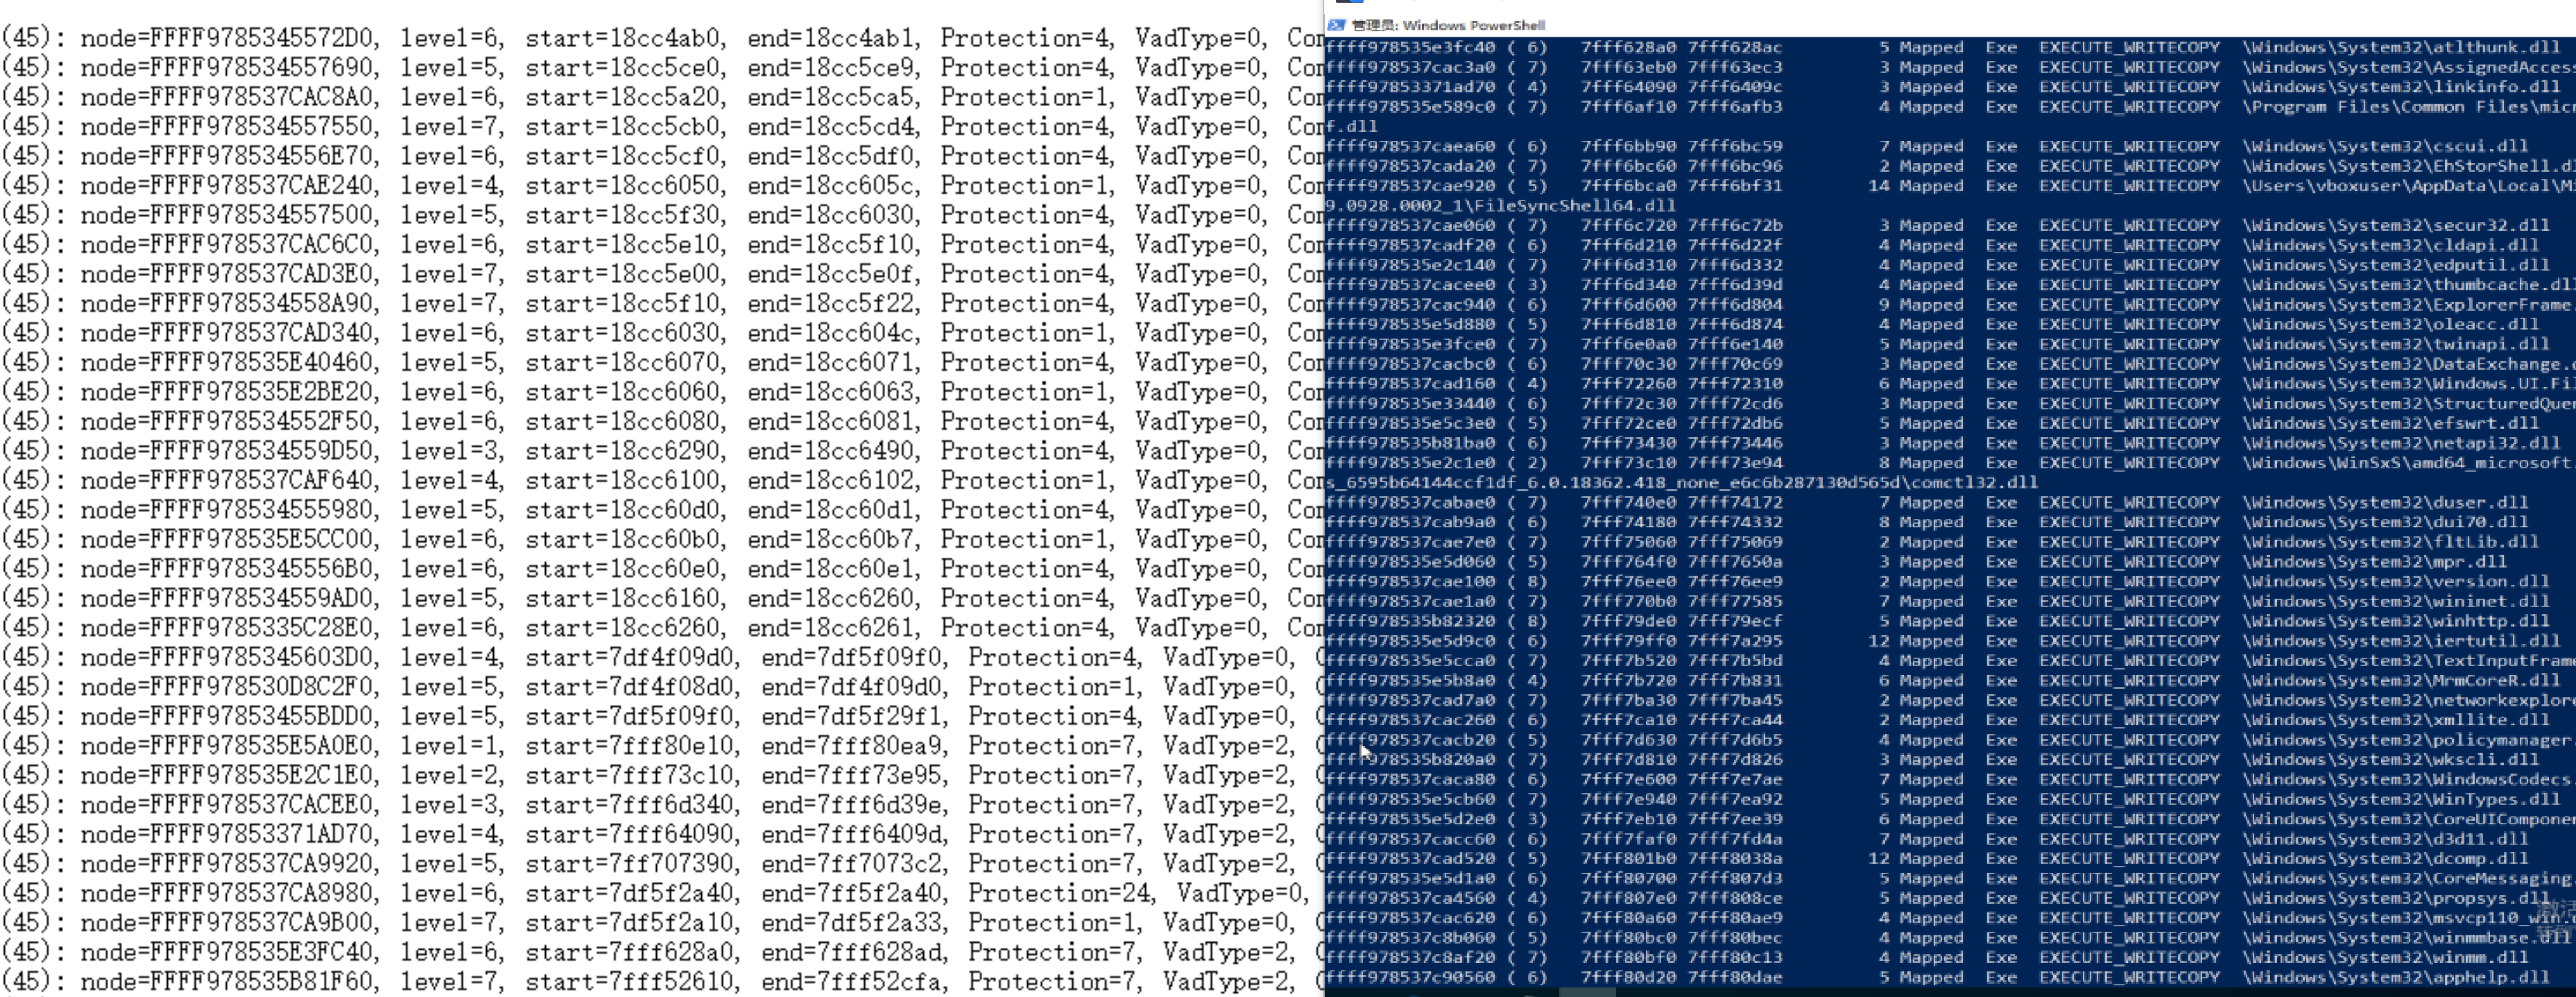 (45): node=FFFF9785345572D0, level=6, start=18cc4ab0, end=18cc4ab1, Protection=4, VadType=0,
(45): node=FFFF978534557690, level=5, start=18cc5ce0, end=18cc5ce9, Protection=4, VadType=0,
(45): node=FFFF978537CAC8A0, level=6, start=18cc5a20, end=18cc5ca5, Protection=1, VadType=0,
(45): node=FFFF978534557550, level=7, start=18cc5cb0, end=18cc5cd4, Protection=4, VadType=0,
(45): node=FFFF978534556E70, level=6, start=18cc5cf0, end=18cc5df0, Protection=4, VadType=0,
(45): node=FFFF978537CAE240, level=4, start=18cc6050, end=18cc605c, Protection=1, VadType=0,
(45): node=FFFF978534557500, level=5, start=18cc5f30, end=18cc6030, Protection=4, VadType=0,
(45): node=FFFF978537CAC6C0, level=6, start=18cc5e10, end=18cc5f10, Protection=4, VadType=0,
(45): node=FFFF978537CAD3E0, level=7, start=18cc5e00, end=18cc5e0f, Protection=4, VadType=0,
(45): node=FFFF978534558A90, level=7, start=18cc5f10, end=18cc5f22, Protection=4, VadType=0,
(45): node=FFFF978537CAD340, level=6, start=18cc6030, end=18cc604c, Protection=1, VadType=0,
(45): node=FFFF978535E40460, level=5, start=18cc6070, end=18cc6071, Protection=4, VadType=0,
(45): node=FFFF978535E2BE20, level=6, start=18cc6060, end=18cc6063, Protection=1, VadType=0,
(45): node=FFFF978534552F50, level=6, start=18cc6080, end=18cc6081, Protection=4, VadType=0,
(45): node=FFFF978534559D50, level=3, start=18cc6290, end=18cc6490, Protection=4, VadType=0,
(45): node=FFFF978537CAF640, level=4, start=18cc6100, end=18cc6102, Protection=1, VadType=0,
(45): node=FFFF978534555980, level=5, start=18cc60d0, end=18cc60d1, Protection=4, VadType=0,
(45): node=FFFF978535E5CC00, level=6, start=18cc60b0, end=18cc60b7, Protection=1, VadType=0,
(45): node=FFFF9785345556B0, level=6, start=18cc60e0, end=18cc60e1, Protection=4, VadType=0,
(45): node=FFFF978534559AD0, level=5, start=18cc6160, end=18cc6260, Protection=4, VadType=0,
(45): node=FFFF9785335C28E0, level=6, start=18cc6260, end=18cc6261, Protection=4, VadType=0,
(45): node=FFFF9785345603D0, level=4, start=7df4f09d0, end=7df5f09f0, Protection=4, VadType=0,
(45): node=FFFF978530D8C2F0, level=5, start=7df4f08d0, end=7df4f09d0, Protection=1, VadType=0,
(45): node=FFFF97853455BDD0, level=5, start=7df5f09f0, end=7df5f29f1, Protection=4, VadType=0,
(45): node=FFFF978535E5A0E0, level=1, start=7fff80e10, end=7fff80ea9, Protection=7, VadType=2,
(45): node=FFFF978535E2C1E0, level=2, start=7fff73c10, end=7fff73e95, Protection=7, VadType=2,
(45): node=FFFF978537CACEE0, level=3, start=7fff6d340, end=7fff6d39e, Protection=7, VadType=2,
(45): node=FFFF97853371AD70, level=4, start=7fff64090, end=7fff6409d, Protection=7, VadType=2,
(45): node=FFFF978537CA9920, level=5, start=7ff707390, end=7ff7073c2, Protection=7, VadType=2,
(45): node=FFFF978537CA8980, level=6, start=7df5f2a40, end=7ff5f2a40, Protection=24, VadType=0,
(45): node=FFFF978537CA9B00, level=7, start=7df5f2a10, end=7df5f2a33, Protection=1, VadType=0,
(45): node=FFFF978535E3FC40, level=6, start=7fff628a0, end=7fff628ad, Protection=7, VadType=2,
(45): node=FFFF978535B81F60, level=7, start=7fff52610, end=7fff52cfa, Protection=7, VadType=2,
管理员: Windows PowerShell
ffff978535e3fc40 ( 6) 7fff628a0 7fff628ac 5 Mapped Exe EXECUTE_WRITECOPY \Windows\System32\atlthunk.dll
ffff978537cac3a0 ( 7) 7fff63eb0 7fff63ec3 3 Mapped Exe EXECUTE_WRITECOPY \Windows\System32\AssignedAccess
ffff97853371ad70 ( 4) 7fff64090 7fff6409c 3 Mapped Exe EXECUTE_WRITECOPY \Windows\System32\linkinfo.dll
ffff978535e589c0 ( 7) 7fff6af10 7fff6afb3 4 Mapped Exe EXECUTE_WRITECOPY \Program Files\Common Files\micr
f.dll
ffff978537caea60 ( 6) 7fff6bb90 7fff6bc59 7 Mapped Exe EXECUTE_WRITECOPY \Windows\System32\cscui.dll
ffff978537cada20 ( 7) 7fff6bc60 7fff6bc96 2 Mapped Exe EXECUTE_WRITECOPY \Windows\System32\EhStorShell.d
ffff978537cae920 ( 5) 7fff6bca0 7fff6bf31 14 Mapped Exe EXECUTE_WRITECOPY \Users\vboxuser\AppData\Local\Mi
9.0928.0002_1\FileSyncShell64.dll
ffff978537cae060 ( 7) 7fff6c720 7fff6c72b 3 Mapped Exe EXECUTE_WRITECOPY \Windows\System32\secur32.dll
ffff978537cadf20 ( 6) 7fff6d210 7fff6d22f 4 Mapped Exe EXECUTE_WRITECOPY \Windows\System32\cldapi.dll
ffff978535e2c140 ( 7) 7fff6d310 7fff6d332 4 Mapped Exe EXECUTE_WRITECOPY \Windows\System32\edputil.dll
ffff978537cacee0 ( 3) 7fff6d340 7fff6d39d 4 Mapped Exe EXECUTE_WRITECOPY \Windows\System32\thumbcache.dll
ffff978537cac940 ( 6) 7fff6d600 7fff6d804 9 Mapped Exe EXECUTE_WRITECOPY \Windows\System32\ExplorerFrame.
ffff978535e5d880 ( 5) 7fff6d810 7fff6d874 4 Mapped Exe EXECUTE_WRITECOPY \Windows\System32\oleacc.dll
ffff978535e3fce0 ( 7) 7fff6e0a0 7fff6e140 5 Mapped Exe EXECUTE_WRITECOPY \Windows\System32\twinapi.dll
ffff978537cacbc0 ( 6) 7fff70c30 7fff70c69 3 Mapped Exe EXECUTE_WRITECOPY \Windows\System32\DataExchange.
ffff978537cad160 ( 4) 7fff72260 7fff72310 6 Mapped Exe EXECUTE_WRITECOPY \Windows\System32\Windows.UI.Fi
ffff978535e33440 ( 6) 7fff72c30 7fff72cd6 3 Mapped Exe EXECUTE_WRITECOPY \Windows\System32\StructuredQuer
ffff978535e5c3e0 ( 5) 7fff72ce0 7fff72db6 5 Mapped Exe EXECUTE_WRITECOPY \Windows\System32\efswrt.dll
ffff978535b81ba0 ( 6) 7fff73430 7fff73446 3 Mapped Exe EXECUTE_WRITECOPY \Windows\System32\netapi32.dll
ffff978535e2c1e0 ( 2) 7fff73c10 7fff73e94 8 Mapped Exe EXECUTE_WRITECOPY \Windows\WinSxS\amd64_microsoft
s_6595b64144ccf1df_6.0.18362.418_none_e6c6b287130d565d\comctl32.dll
ffff978537cabae0 ( 7) 7fff740e0 7fff74172 7 Mapped Exe EXECUTE_WRITECOPY \Windows\System32\duser.dll
ffff978537cab9a0 ( 6) 7fff74180 7fff74332 8 Mapped Exe EXECUTE_WRITECOPY \Windows\System32\dui70.dll
ffff978537cae7e0 ( 7) 7fff75060 7fff75069 2 Mapped Exe EXECUTE_WRITECOPY \Windows\System32\fltLib.dll
ffff978535e5d060 ( 5) 7fff764f0 7fff7650a 3 Mapped Exe EXECUTE_WRITECOPY \Windows\System32\mpr.dll
ffff978537cae100 ( 8) 7fff76ee0 7fff76ee9 2 Mapped Exe EXECUTE_WRITECOPY \Windows\System32\version.dll
ffff978537cae1a0 ( 7) 7fff770b0 7fff77585 7 Mapped Exe EXECUTE_WRITECOPY \Windows\System32\wininet.dll
ffff978535b82320 ( 8) 7fff79de0 7fff79ecf 5 Mapped Exe EXECUTE_WRITECOPY \Windows\System32\winhttp.dll
ffff978535e5d9c0 ( 6) 7fff79ff0 7fff7a295 12 Mapped Exe EXECUTE_WRITECOPY \Windows\System32\iertutil.dll
ffff978535e5cca0 ( 7) 7fff7b520 7fff7b5bd 4 Mapped Exe EXECUTE_WRITECOPY \Windows\System32\TextInputFrame
ffff978535e5b8a0 ( 4) 7fff7b720 7fff7b831 6 Mapped Exe EXECUTE_WRITECOPY \Windows\System32\MrmCoreR.dll
ffff978537cad7a0 ( 7) 7fff7ba30 7fff7ba45 2 Mapped Exe EXECUTE_WRITECOPY \Windows\System32\networkexplore
ffff978537cac260 ( 6) 7fff7ca10 7fff7ca44 2 Mapped Exe EXECUTE_WRITECOPY \Windows\System32\xmllite.dll
ffff978537cacb20 ( 5) 7fff7d630 7fff7d6b5 4 Mapped Exe EXECUTE_WRITECOPY \Windows\System32\policymanager.
ffff978535b820a0 ( 7) 7fff7d810 7fff7d826 3 Mapped Exe EXECUTE_WRITECOPY \Windows\System32\wkscli.dll
ffff978537caca80 ( 6) 7fff7e600 7fff7e7ae 7 Mapped Exe EXECUTE_WRITECOPY \Windows\System32\WindowsCodecs.
ffff978535e5cb60 ( 7) 7fff7e940 7fff7ea92 5 Mapped Exe EXECUTE_WRITECOPY \Windows\System32\WinTypes.dll
ffff978535e5d2e0 ( 3) 7fff7eb10 7fff7ee39 6 Mapped Exe EXECUTE_WRITECOPY \Windows\System32\CoreUIComponen
ffff978537cacc60 ( 6) 7fff7faf0 7fff7fd4a 7 Mapped Exe EXECUTE_WRITECOPY \Windows\System32\d3d11.dll
ffff978537cad520 ( 5) 7fff801b0 7fff8038a 12 Mapped Exe EXECUTE_WRITECOPY \Windows\System32\dcomp.dll
ffff978535e5d1a0 ( 6) 7fff80700 7fff807d3 5 Mapped Exe EXECUTE_WRITECOPY \Windows\System32\CoreMessaging.
ffff978537ca4560 ( 4) 7fff807e0 7fff808ce 5 Mapped Exe EXECUTE_WRITECOPY \Windows\System32\propsys.dll
ffff978537cac620 ( 6) 7fff80a60 7fff80ae9 4 Mapped Exe EXECUTE_WRITECOPY \Windows\System32\msvcp110_win.
ffff978537c8b060 ( 5) 7fff80bc0 7fff80bec 4 Mapped Exe EXECUTE_WRITECOPY \Windows\System32\winmmbase.dll
ffff978537c8af20 ( 7) 7fff80bf0 7fff80c13 4 Mapped Exe EXECUTE_WRITECOPY \Windows\System32\winmm.dll
ffff978537c90560 ( 6) 7fff80d20 7fff80dae 5 Mapped Exe EXECUTE_WRITECOPY \Windows\System32\apphelp.dll